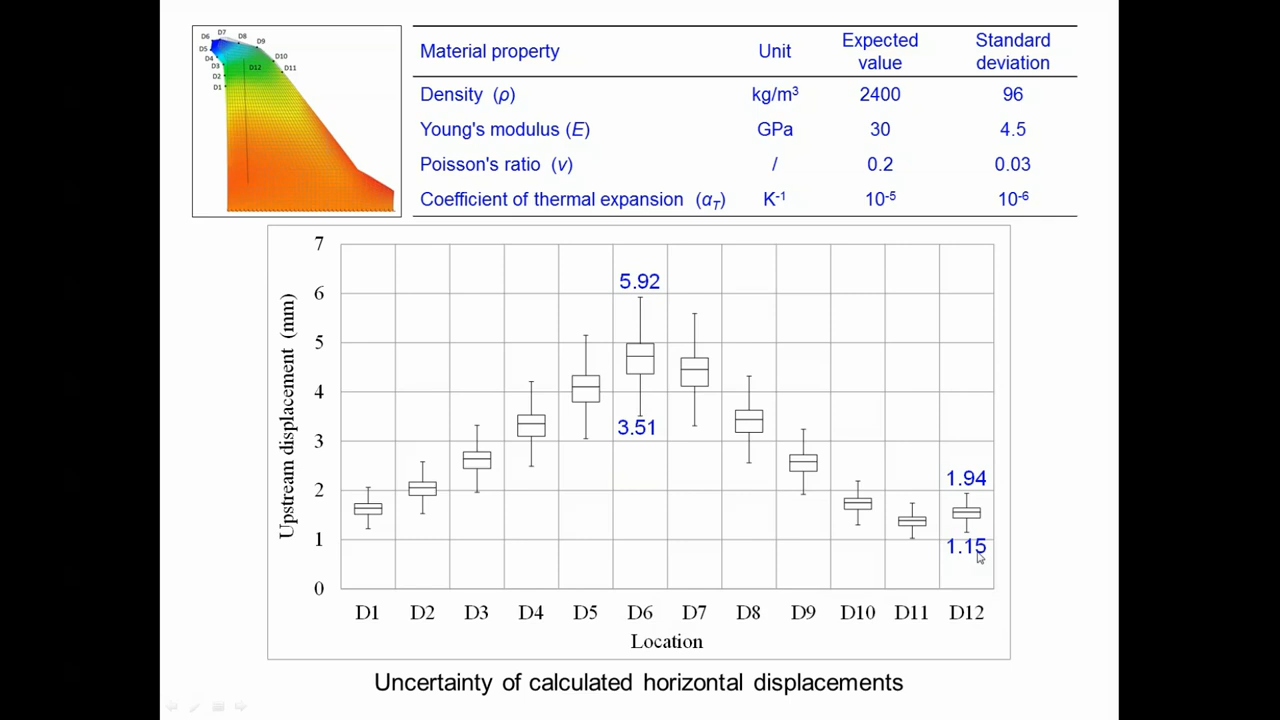 D6 D7 D8 D9
D5
D4 D10
D3 D12 D11
D2
D1
Material property Unit Expected value Standard deviation
Density (ρ) kg/m³ 2400 96
Young's modulus (E) GPa 30 4.5
Poisson's ratio (v) / 0.2 0.03
Coefficient of thermal expansion (αT) K⁻¹ 10⁻⁵ 10⁻⁶
7
6
5
4
3
2
1
0
Upstream displacement (mm)
5.92
3.51
1.94
1.15
D1 D2 D3 D4 D5 D6 D7 D8 D9 D10 D11 D12
Location
Uncertainty of calculated horizontal displacements